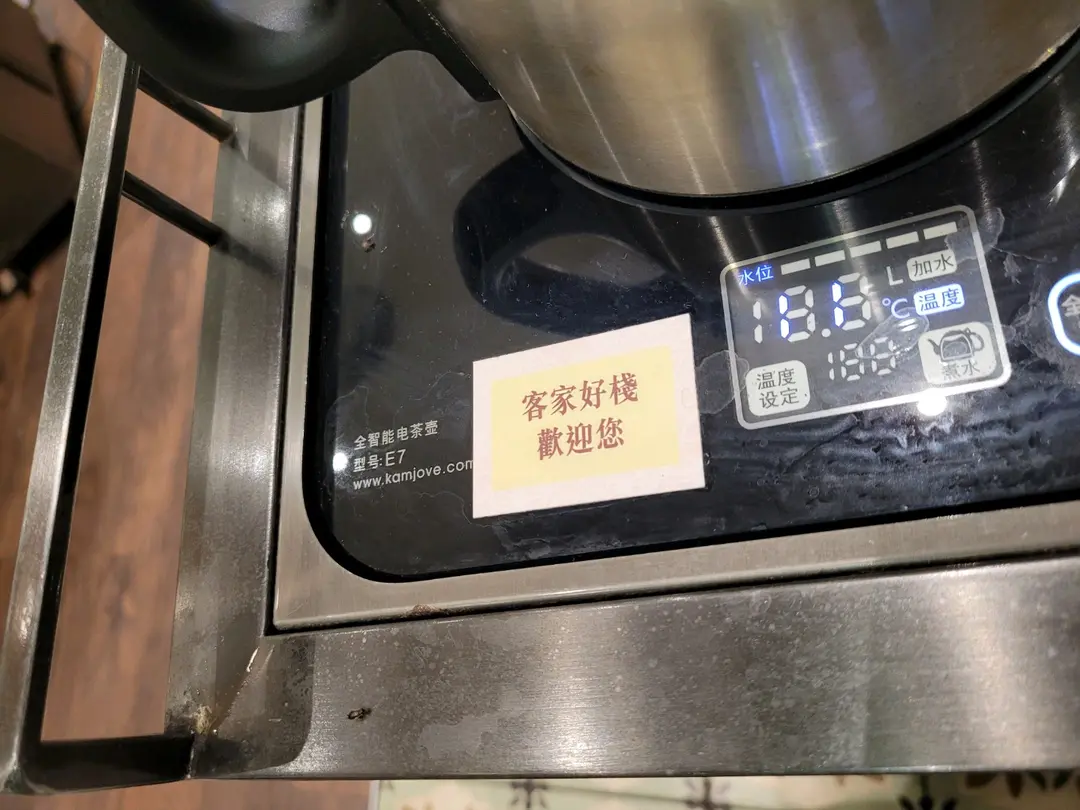 水位
L 加水
℃ 温度
温度
设定
煮水
全
客家好棧
歡迎您
全智能电茶壶
型号:E7
www.kamjove.com